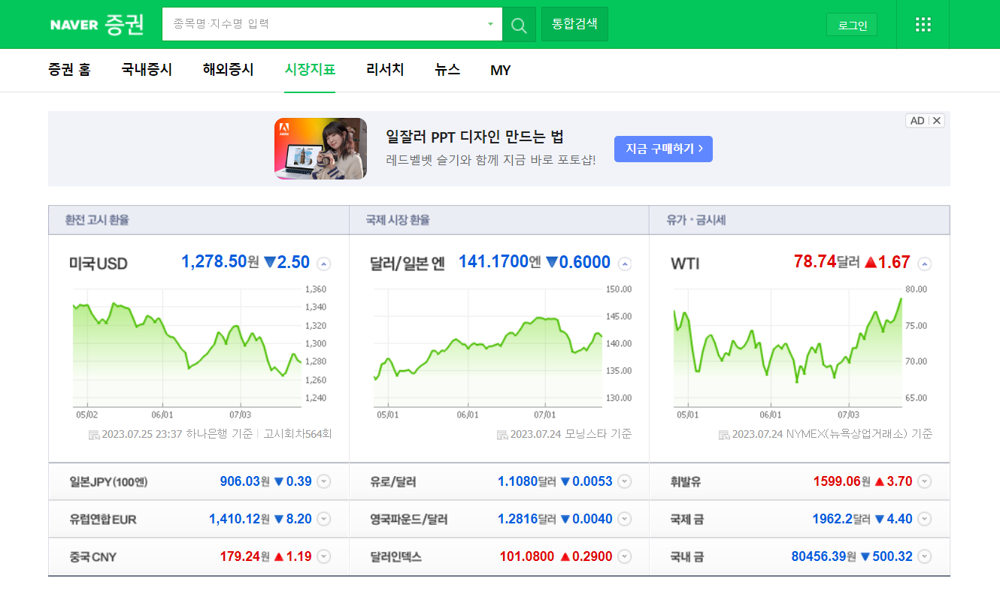 NAVER 증권
종목명·지수명 입력
통합검색
로그인
증권 홈 국내증시 해외증시 시장지표 리서치 뉴스 MY
AD
Adobe
일잘러 PPT 디자인 만드는 법
레드벨벳 슬기와 함께 지금 바로 포토샵!
지금 구매하기
환전 고시 환율
미국 USD 1,278.50원 ▼2.50
1,360
1,340
1,320
1,300
1,280
1,260
1,240
05/02 06/01 07/03
2023.07.25 23:37 하나은행 기준 | 고시회차564회
일본 JPY(100엔) 906.03원 ▼0.39
유럽연합 EUR 1,410.12원 ▼8.20
중국 CNY 179.24원 ▲1.19
국제 시장 환율
달러/일본 엔 141.1700엔 ▼0.6000
150.00
145.00
140.00
135.00
130.00
05/01 06/01 07/01
2023.07.24 모닝스타 기준
유로/달러 1.1080달러 ▼0.0053
영국파운드/달러 1.2816달러 ▼0.0040
달러인덱스 101.0800 ▲0.2900
유가·금시세
WTI 78.74달러 ▲1.67
80.00
75.00
70.00
65.00
05/01 06/01 07/03
2023.07.24 NYMEX(뉴욕상업거래소) 기준
휘발유 1599.06원 ▲3.70
국제 금 1962.2달러 ▼4.40
국내 금 80456.39원 ▼500.32